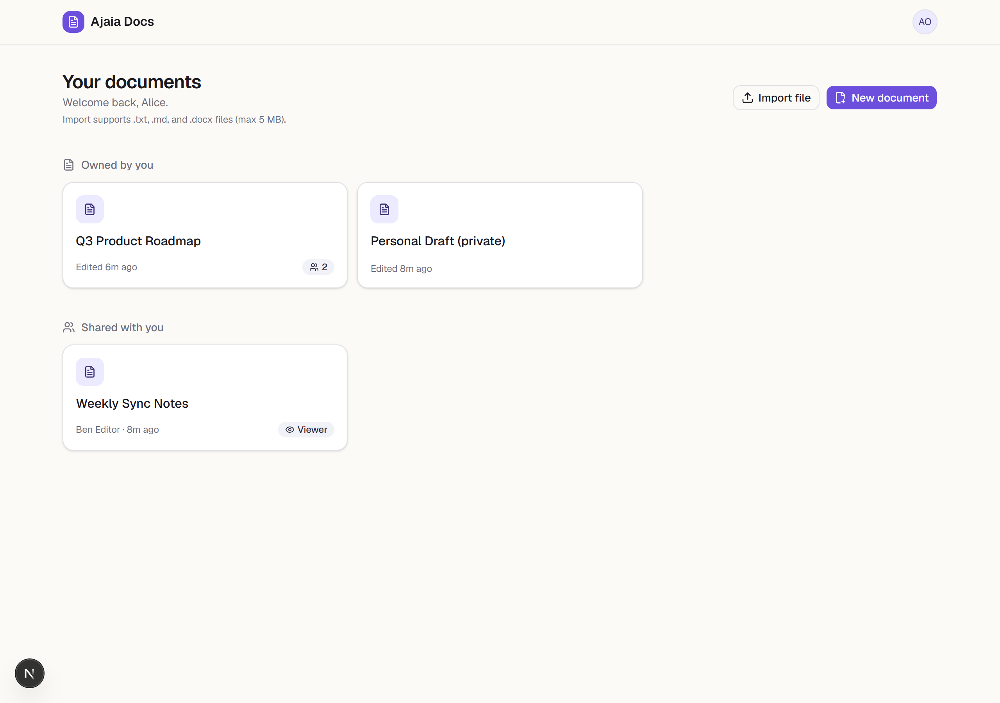 Ajaia Docs
AO
Your documents
Welcome back, Alice.
Import supports .txt, .md, and .docx files (max 5 MB).
Import file
New document
Owned by you
Q3 Product Roadmap
Edited 6m ago
2
Personal Draft (private)
Edited 8m ago
Shared with you
Weekly Sync Notes
Ben Editor · 8m ago
Viewer
N